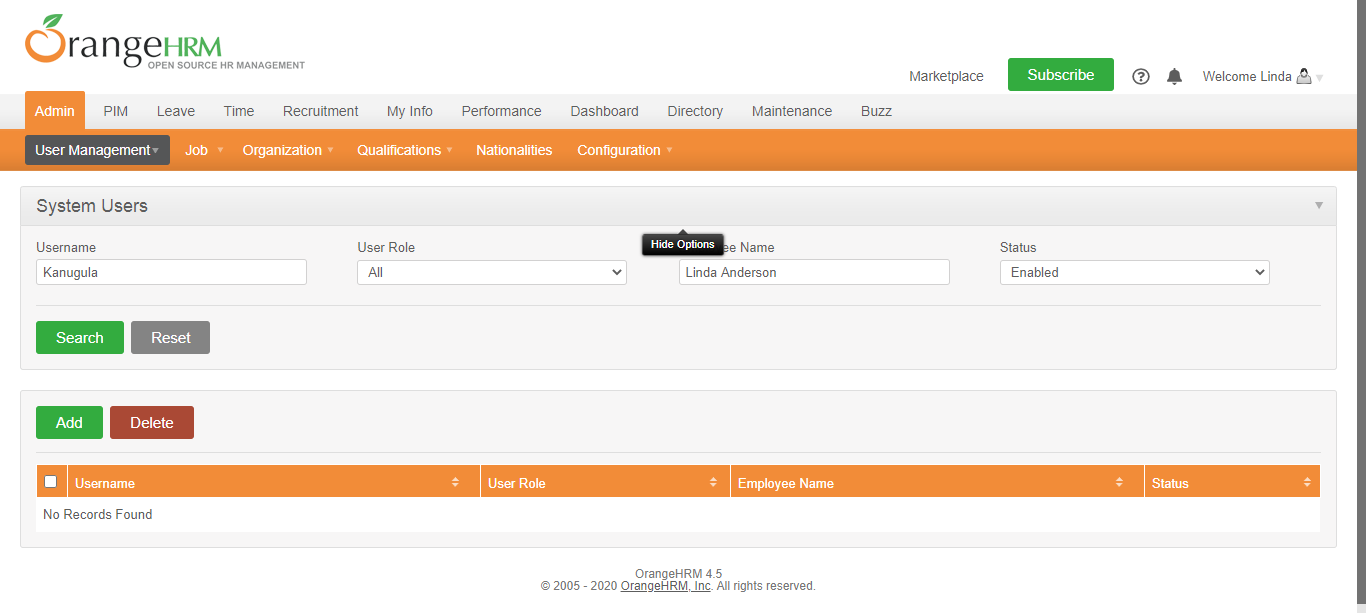 OrangeHRM
OPEN SOURCE HR MANAGEMENT
Marketplace Subscribe Welcome Linda
Admin PIM Leave Time Recruitment My Info Performance Dashboard Directory Maintenance Buzz
User Management Job Organization Qualifications Nationalities Configuration
System Users
Hide Options
Username User Role ee Name Status
Kanugula All Linda Anderson Enabled
Search Reset
Add Delete
Username User Role Employee Name Status
No Records Found
OrangeHRM 4.5
© 2005 - 2020 OrangeHRM, Inc. All rights reserved.